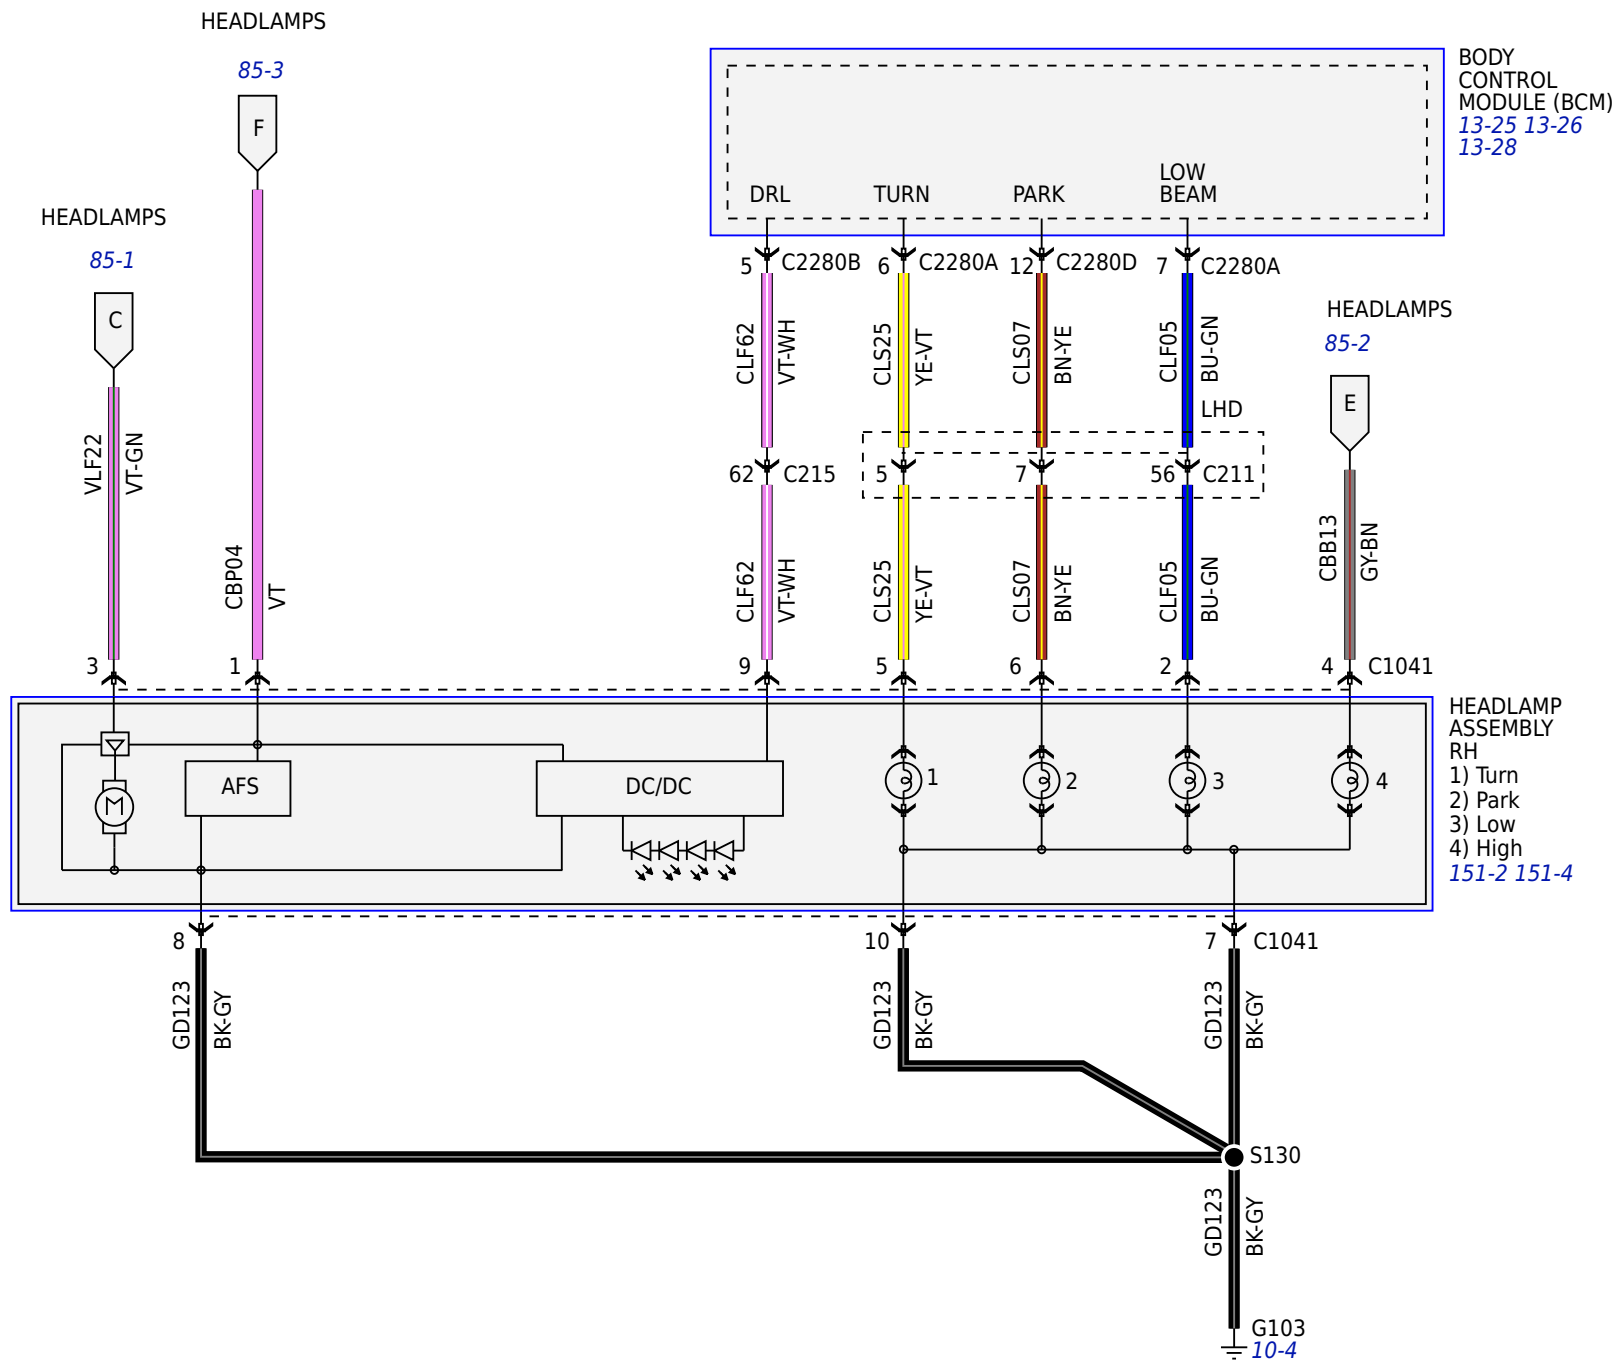 HEADLAMPS
85-3
F
HEADLAMPS
85-1
C
BODY
CONTROL
MODULE (BCM)
13-25 13-26
13-28
DRL
TURN
PARK
LOW
BEAM
5 C2280B
6 C2280A
12 C2280D
7 C2280A
HEADLAMPS
85-2
E
VLF22
VT-GN
CBP04
VT
CLF62
VT-WH
CLS25
YE-VT
CLS07
BN-YE
CLF05
BU-GN
LHD
62 C215
5
7
56 C211
CLF62
VT-WH
CLS25
YE-VT
CLS07
BN-YE
CLF05
BU-GN
CBB13
GY-BN
3
1
9
5
6
2
4 C1041
M
AFS
DC/DC
1
2
3
4
HEADLAMP
ASSEMBLY
RH
1) Turn
2) Park
3) Low
4) High
151-2 151-4
8
10
7 C1041
GD123
BK-GY
GD123
BK-GY
GD123
BK-GY
S130
GD123
BK-GY
G103
10-4